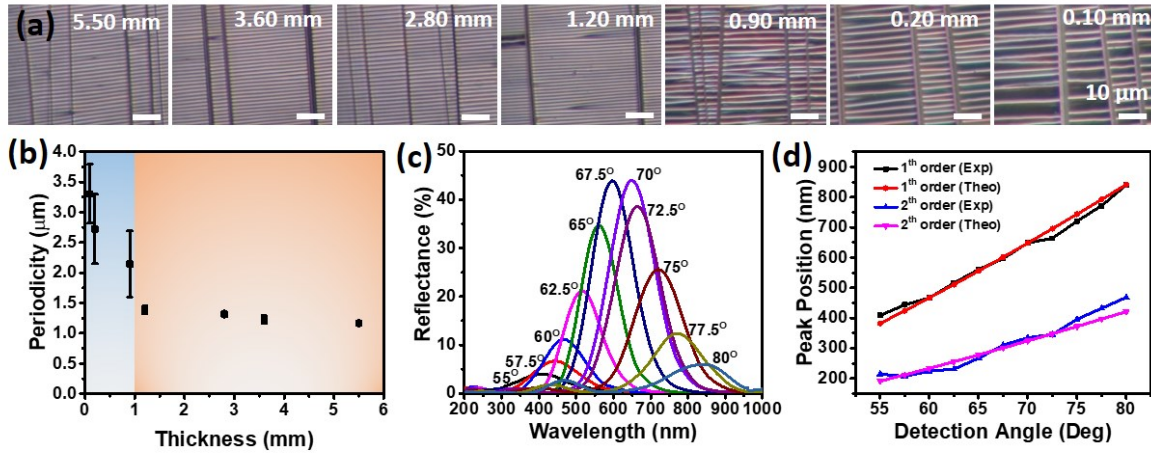 (a) 5.50 mm 3.60 mm 2.80 mm 1.20 mm 0.90 mm 0.20 mm 0.10 mm
10 μm
(b)
4.0
3.5
3.0
2.5
2.0
1.5
1.0
0.5
0.0
Periodicity (μm)
0 1 2 3 4 5 6
Thickness (mm)
(c)
50
40
30
20
10
0
Reflectance (%)
67.5° 70°
72.5°
65°
75°
62.5°
60°
77.5°
57.5°
80°
55°
200 300 400 500 600 700 800 900 1000
Wavelength (nm)
(d)
900
800
700
600
500
400
300
200
Peak Position (nm)
1th order (Exp)
1th order (Theo)
2th order (Exp)
2th order (Theo)
55 60 65 70 75 80
Detection Angle (Deg)